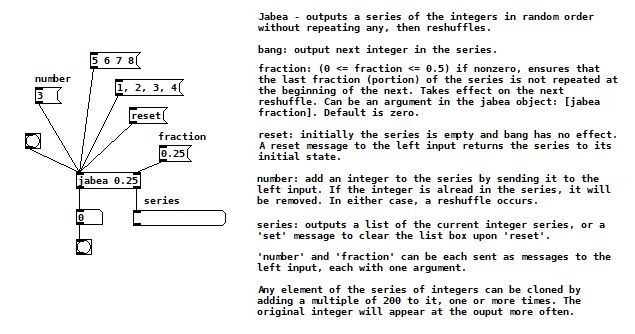 Jabea - outputs a series of the integers in random order
without repeating any, then reshuffles.
bang: output next integer in the series.
fraction: (0 <= fraction <= 0.5) if nonzero, ensures that
the last fraction (portion) of the series is not repeated at
the beginning of the next. Takes effect on the next
reshuffle. Can be an argument in the jabea object: [jabea
fraction]. Default is zero.
reset: initially the series is empty and bang has no effect.
A reset message to the left input returns the series to its
initial state.
number: add an integer to the series by sending it to the
left input. If the integer is alread in the series, it will
be removed. In either case, a reshuffle occurs.
series: outputs a list of the current integer series, or a
'set' message to clear the list box upon 'reset'.
'number' and 'fraction' can be each sent as messages to the
left input, each with one argument.
Any element of the series of integers can be cloned by
adding a multiple of 200 to it, one or more times. The
original integer will appear at the ouput more often.
5 6 7 8
number
1, 2, 3, 4
3
reset
fraction
0.25
jabea 0.25
series
0